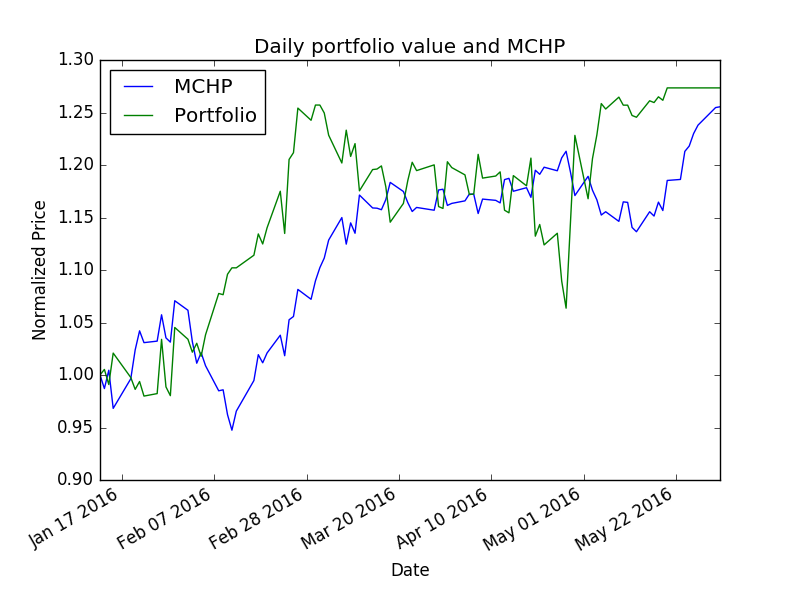 Daily portfolio value and MCHP
MCHP
Portfolio
Normalized Price
1.30
1.25
1.20
1.15
1.10
1.05
1.00
0.95
0.90
Jan 17 2016
Feb 07 2016
Feb 28 2016
Mar 20 2016
Apr 10 2016
May 01 2016
May 22 2016
Date